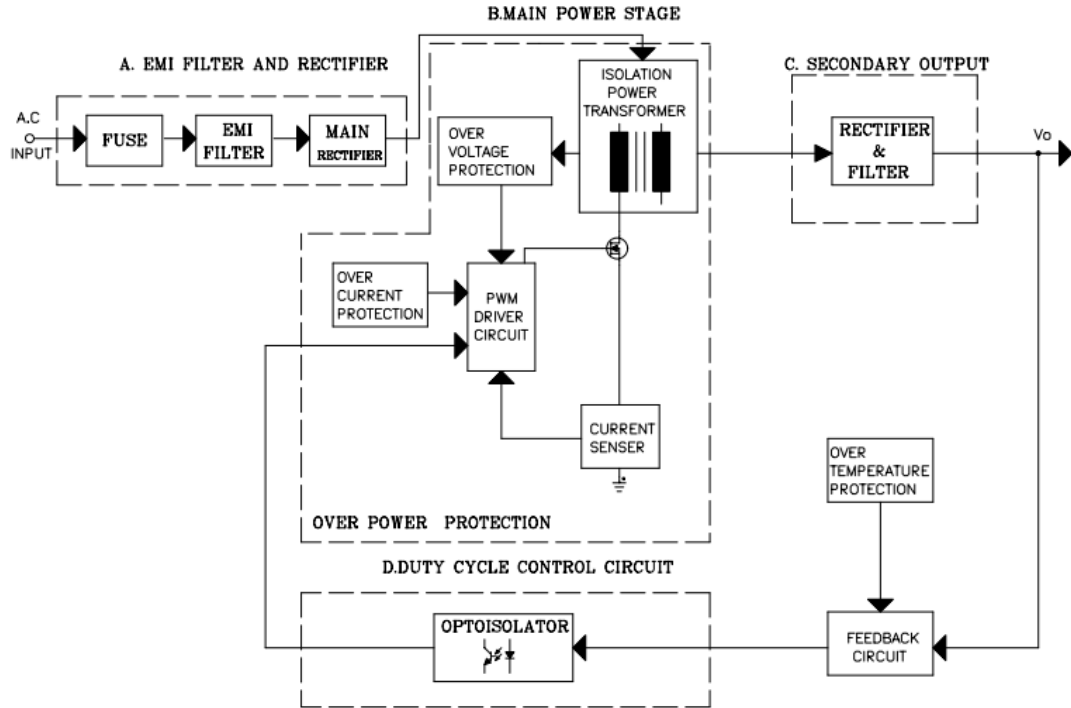 B.MAIN POWER STAGE
A. EMI FILTER AND RECTIFIER
C. SECONDARY OUTPUT
A.C
INPUT
FUSE
EMI
FILTER
MAIN
RECTIFIER
ISOLATION
POWER
TRANSFORMER
OVER
VOLTAGE
PROTECTION
RECTIFIER
&
FILTER
Vo
OVER
CURRENT
PROTECTION
PWM
DRIVER
CIRCUIT
CURRENT
SENSER
OVER
TEMPERATURE
PROTECTION
OVER POWER PROTECTION
D.DUTY CYCLE CONTROL CIRCUIT
OPTOISOLATOR
FEEDBACK
CIRCUIT